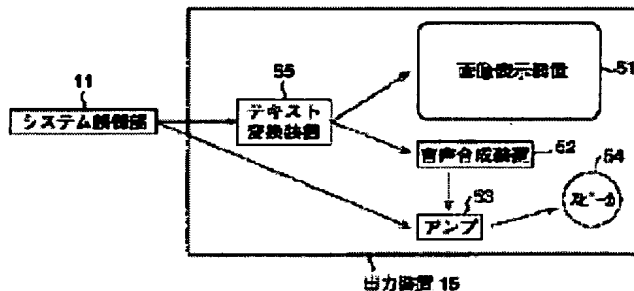 11
システム制御部
55
テキスト
変換装置
画像表示装置
51
音声合成装置
52
53
アンプ
54
スピーカ
出力装置 15